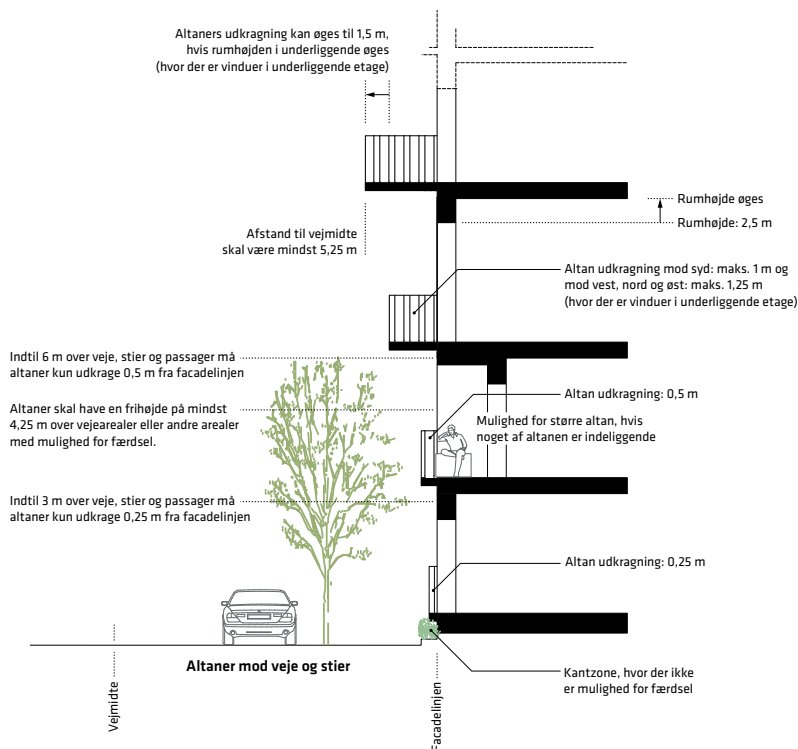 Altaners udkragning kan øges til 1,5 m,
hvis rumhøjden i underliggende øges
(hvor der er vinduer i underliggende etage)
Rumhøjde øges
Rumhøjde: 2,5 m
Afstand til vejmidte
skal være mindst 5,25 m
Altan udkragning mod syd: maks. 1 m og
mod vest, nord og øst: maks. 1,25 m
(hvor der er vinduer i underliggende etage)
Indtil 6 m over veje, stier og passager må
altaner kun udkrage 0,5 m fra facadelinjen
Altan udkragning: 0,5 m
Altaner skal have en frihøjde på mindst
4,25 m over vejearealer eller andre arealer
med mulighed for færdsel.
Mulighed for større altan, hvis
noget af altanen er indeliggende
Indtil 3 m over veje, stier og passager må
altaner kun udkrage 0,25 m fra facadelinjen
Altan udkragning: 0,25 m
Altaner mod veje og stier
Kantzone, hvor der ikke
er mulighed for færdsel
Vejmidte
Facadelinjen